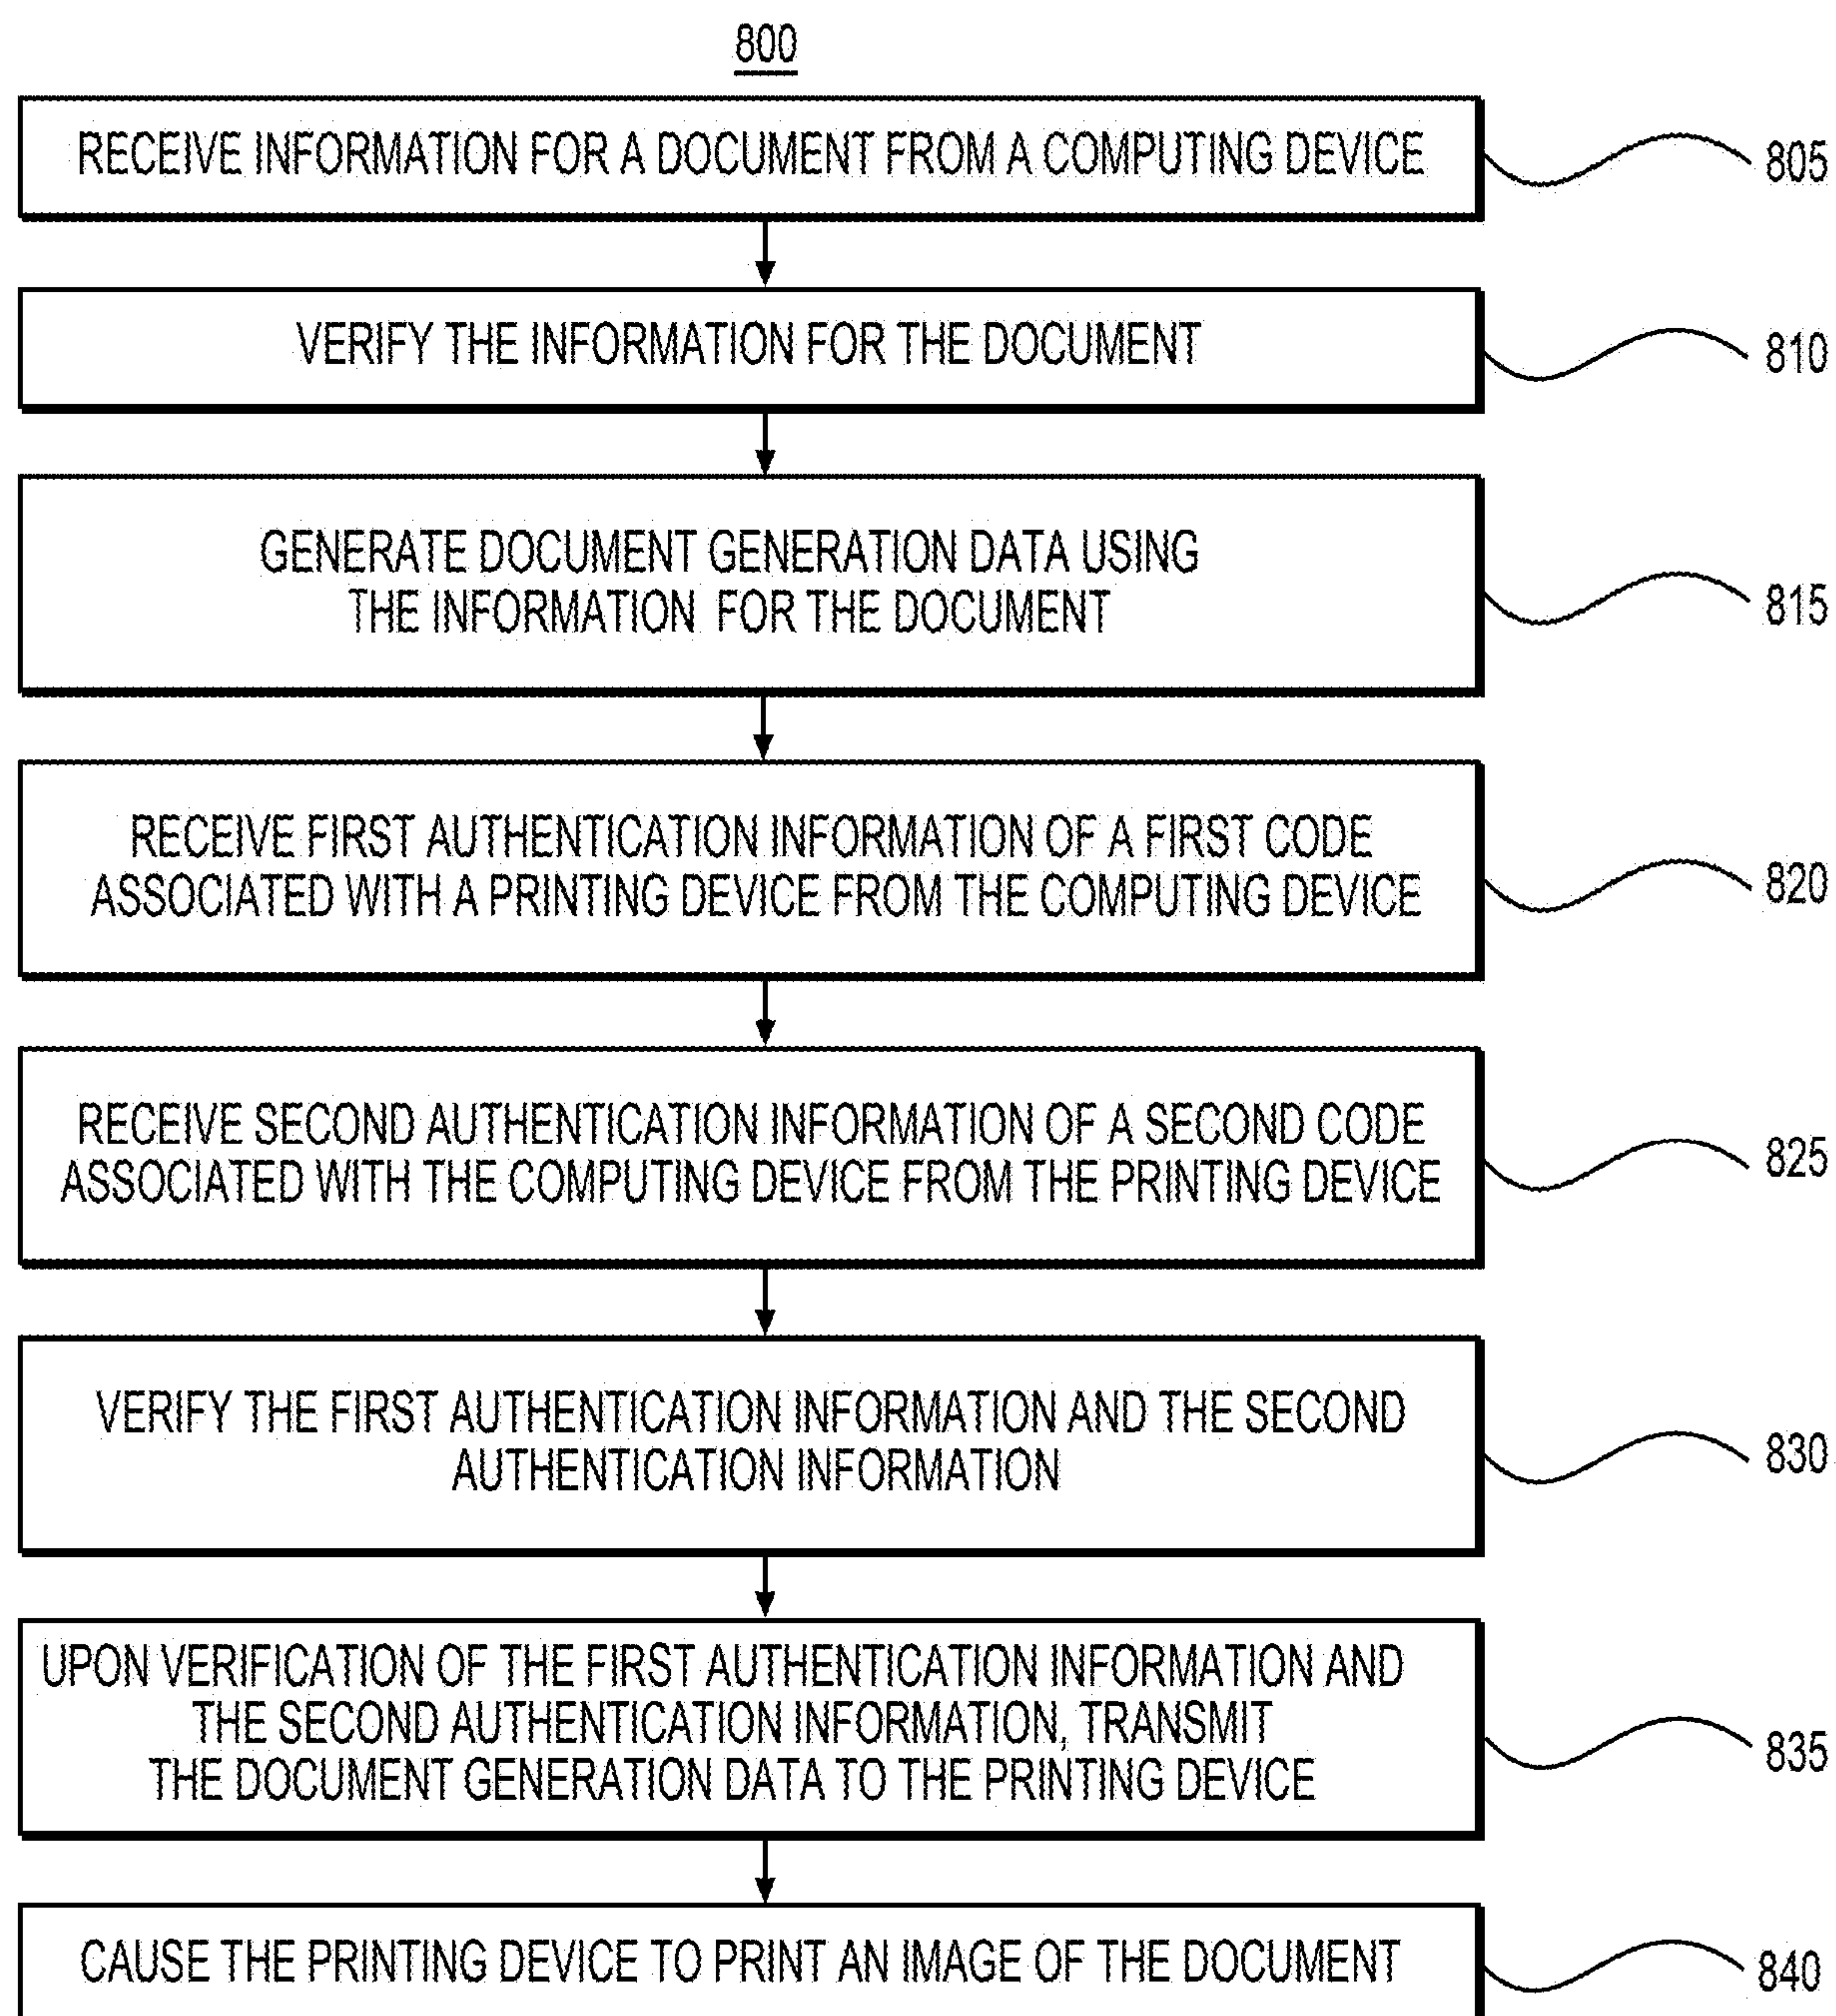 800
RECEIVE INFORMATION FOR A DOCUMENT FROM A COMPUTING DEVICE
805
VERIFY THE INFORMATION FOR THE DOCUMENT
810
GENERATE DOCUMENT GENERATION DATA USING
THE INFORMATION FOR THE DOCUMENT
815
RECEIVE FIRST AUTHENTICATION INFORMATION OF A FIRST CODE
ASSOCIATED WITH A PRINTING DEVICE FROM THE COMPUTING DEVICE
820
RECEIVE SECOND AUTHENTICATION INFORMATION OF A SECOND CODE
ASSOCIATED WITH THE COMPUTING DEVICE FROM THE PRINTING DEVICE
825
VERIFY THE FIRST AUTHENTICATION INFORMATION AND THE SECOND
AUTHENTICATION INFORMATION
830
UPON VERIFICATION OF THE FIRST AUTHENTICATION INFORMATION AND
THE SECOND AUTHENTICATION INFORMATION, TRANSMIT
THE DOCUMENT GENERATION DATA TO THE PRINTING DEVICE
835
CAUSE THE PRINTING DEVICE TO PRINT AN IMAGE OF THE DOCUMENT
840